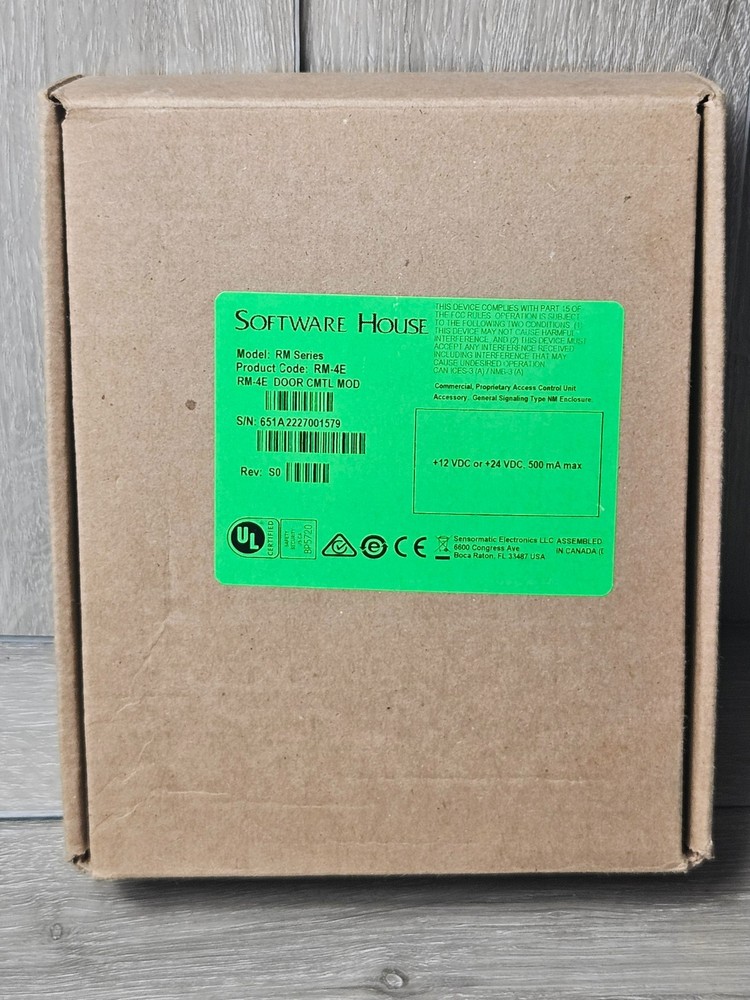 SOFTWARE HOUSE
Model: RM Series
Product Code: RM-4E
RM-4E DOOR CMTL MOD
S/N: 651A2227001579
Rev: S0
THIS DEVICE COMPLIES WITH PART 15 OF
THE FCC RULES. OPERATION IS SUBJECT
TO THE FOLLOWING TWO CONDITIONS: (1)
THIS DEVICE MAY NOT CAUSE HARMFUL
INTERFERENCE, AND (2) THIS DEVICE MUST
ACCEPT ANY INTERFERENCE RECEIVED,
INCLUDING INTERFERENCE THAT MAY
CAUSE UNDESIRED OPERATION.
CAN ICES-3 (A) / NMB-3 (A)
Commercial, Proprietary Access Control Unit
Accessory. General Signaling Type NM Enclosure
+12 VDC or +24 VDC, 500 mA max
UL
CERTIFIED
SAFETY
SECURITY
US CA
BP5720
CE
Sensormatic Electronics LLC
6600 Congress Ave
Boca Raton, FL 33487 USA
ASSEMBLED
IN CANADA (